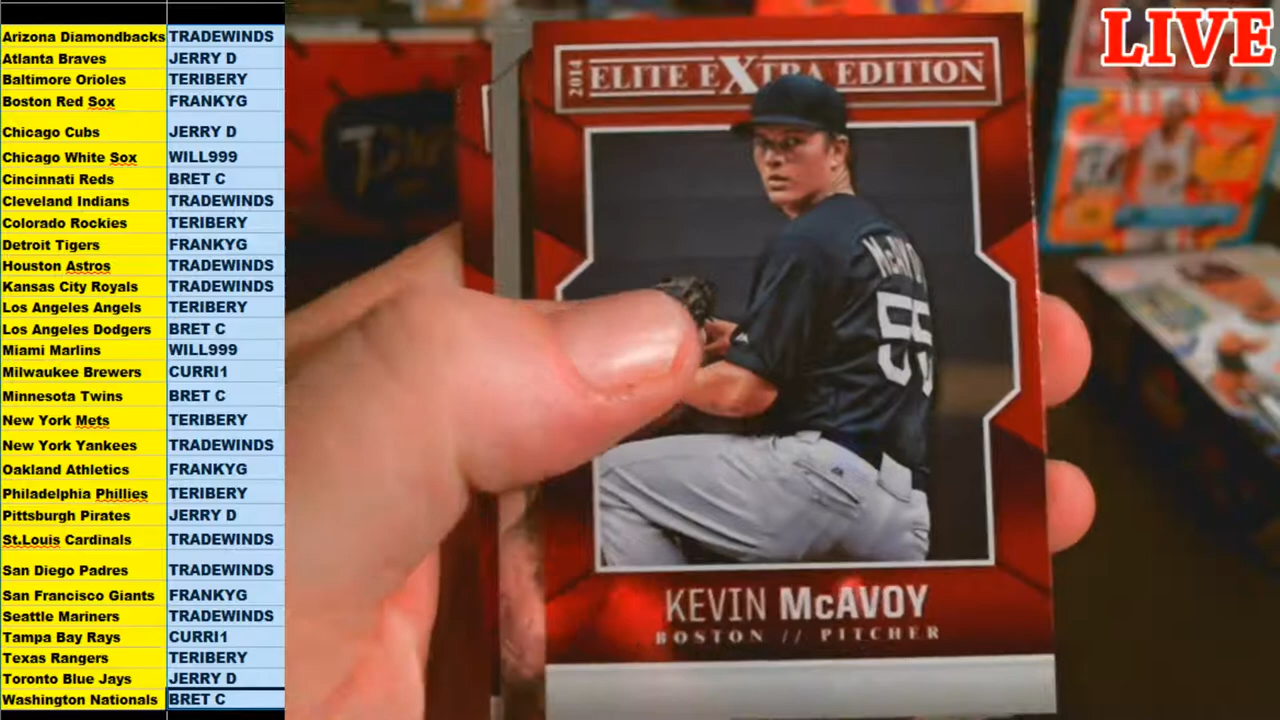 Arizona Diamondbacks TRADEWINDS
Atlanta Braves JERRY D
Baltimore Orioles TERIBERY
Boston Red Sox FRANKYG
Chicago Cubs JERRY D
Chicago White Sox WILL999
Cincinnati Reds BRET C
Cleveland Indians TRADEWINDS
Colorado Rockies TERIBERY
Detroit Tigers FRANKYG
Houston Astros TRADEWINDS
Kansas City Royals TRADEWINDS
Los Angeles Angels TERIBERY
Los Angeles Dodgers BRET C
Miami Marlins WILL999
Milwaukee Brewers CURRI1
Minnesota Twins BRET C
New York Mets TERIBERY
New York Yankees TRADEWINDS
Oakland Athletics FRANKYG
Philadelphia Phillies TERIBERY
Pittsburgh Pirates JERRY D
St.Louis Cardinals TRADEWINDS
San Diego Padres TRADEWINDS
San Francisco Giants FRANKYG
Seattle Mariners TRADEWINDS
Tampa Bay Rays CURRI1
Texas Rangers TERIBERY
Toronto Blue Jays JERRY D
Washington Nationals BRET C
LIVE
2014 ELITE EXTRA EDITION
McAVOY
55
KEVIN McAVOY
BOSTON // PITCHER